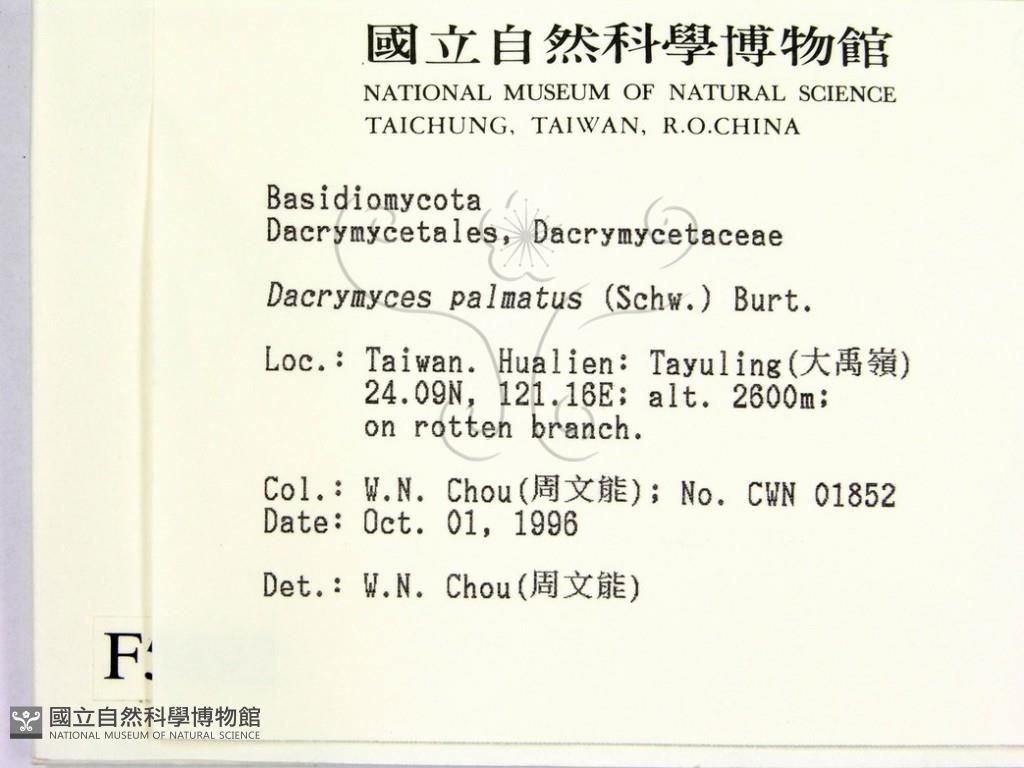 國立自然科學博物館
NATIONAL MUSEUM OF NATURAL SCIENCE
TAICHUNG, TAIWAN, R.O.CHINA
Basidiomycota
Dacrymycetales, Dacrymycetaceae
Dacrymyces palmatus (Schw.) Burt.
Loc.: Taiwan. Hualien: Tayuling(大禹嶺)
24.09N, 121.16E; alt. 2600m;
on rotten branch.
Col.: W.N. Chou(周文能); No. CWN 01852
Date: Oct. 01, 1996
Det.: W.N. Chou(周文能)
國立自然科學博物館
NATIONAL MUSEUM OF NATURAL SCIENCE